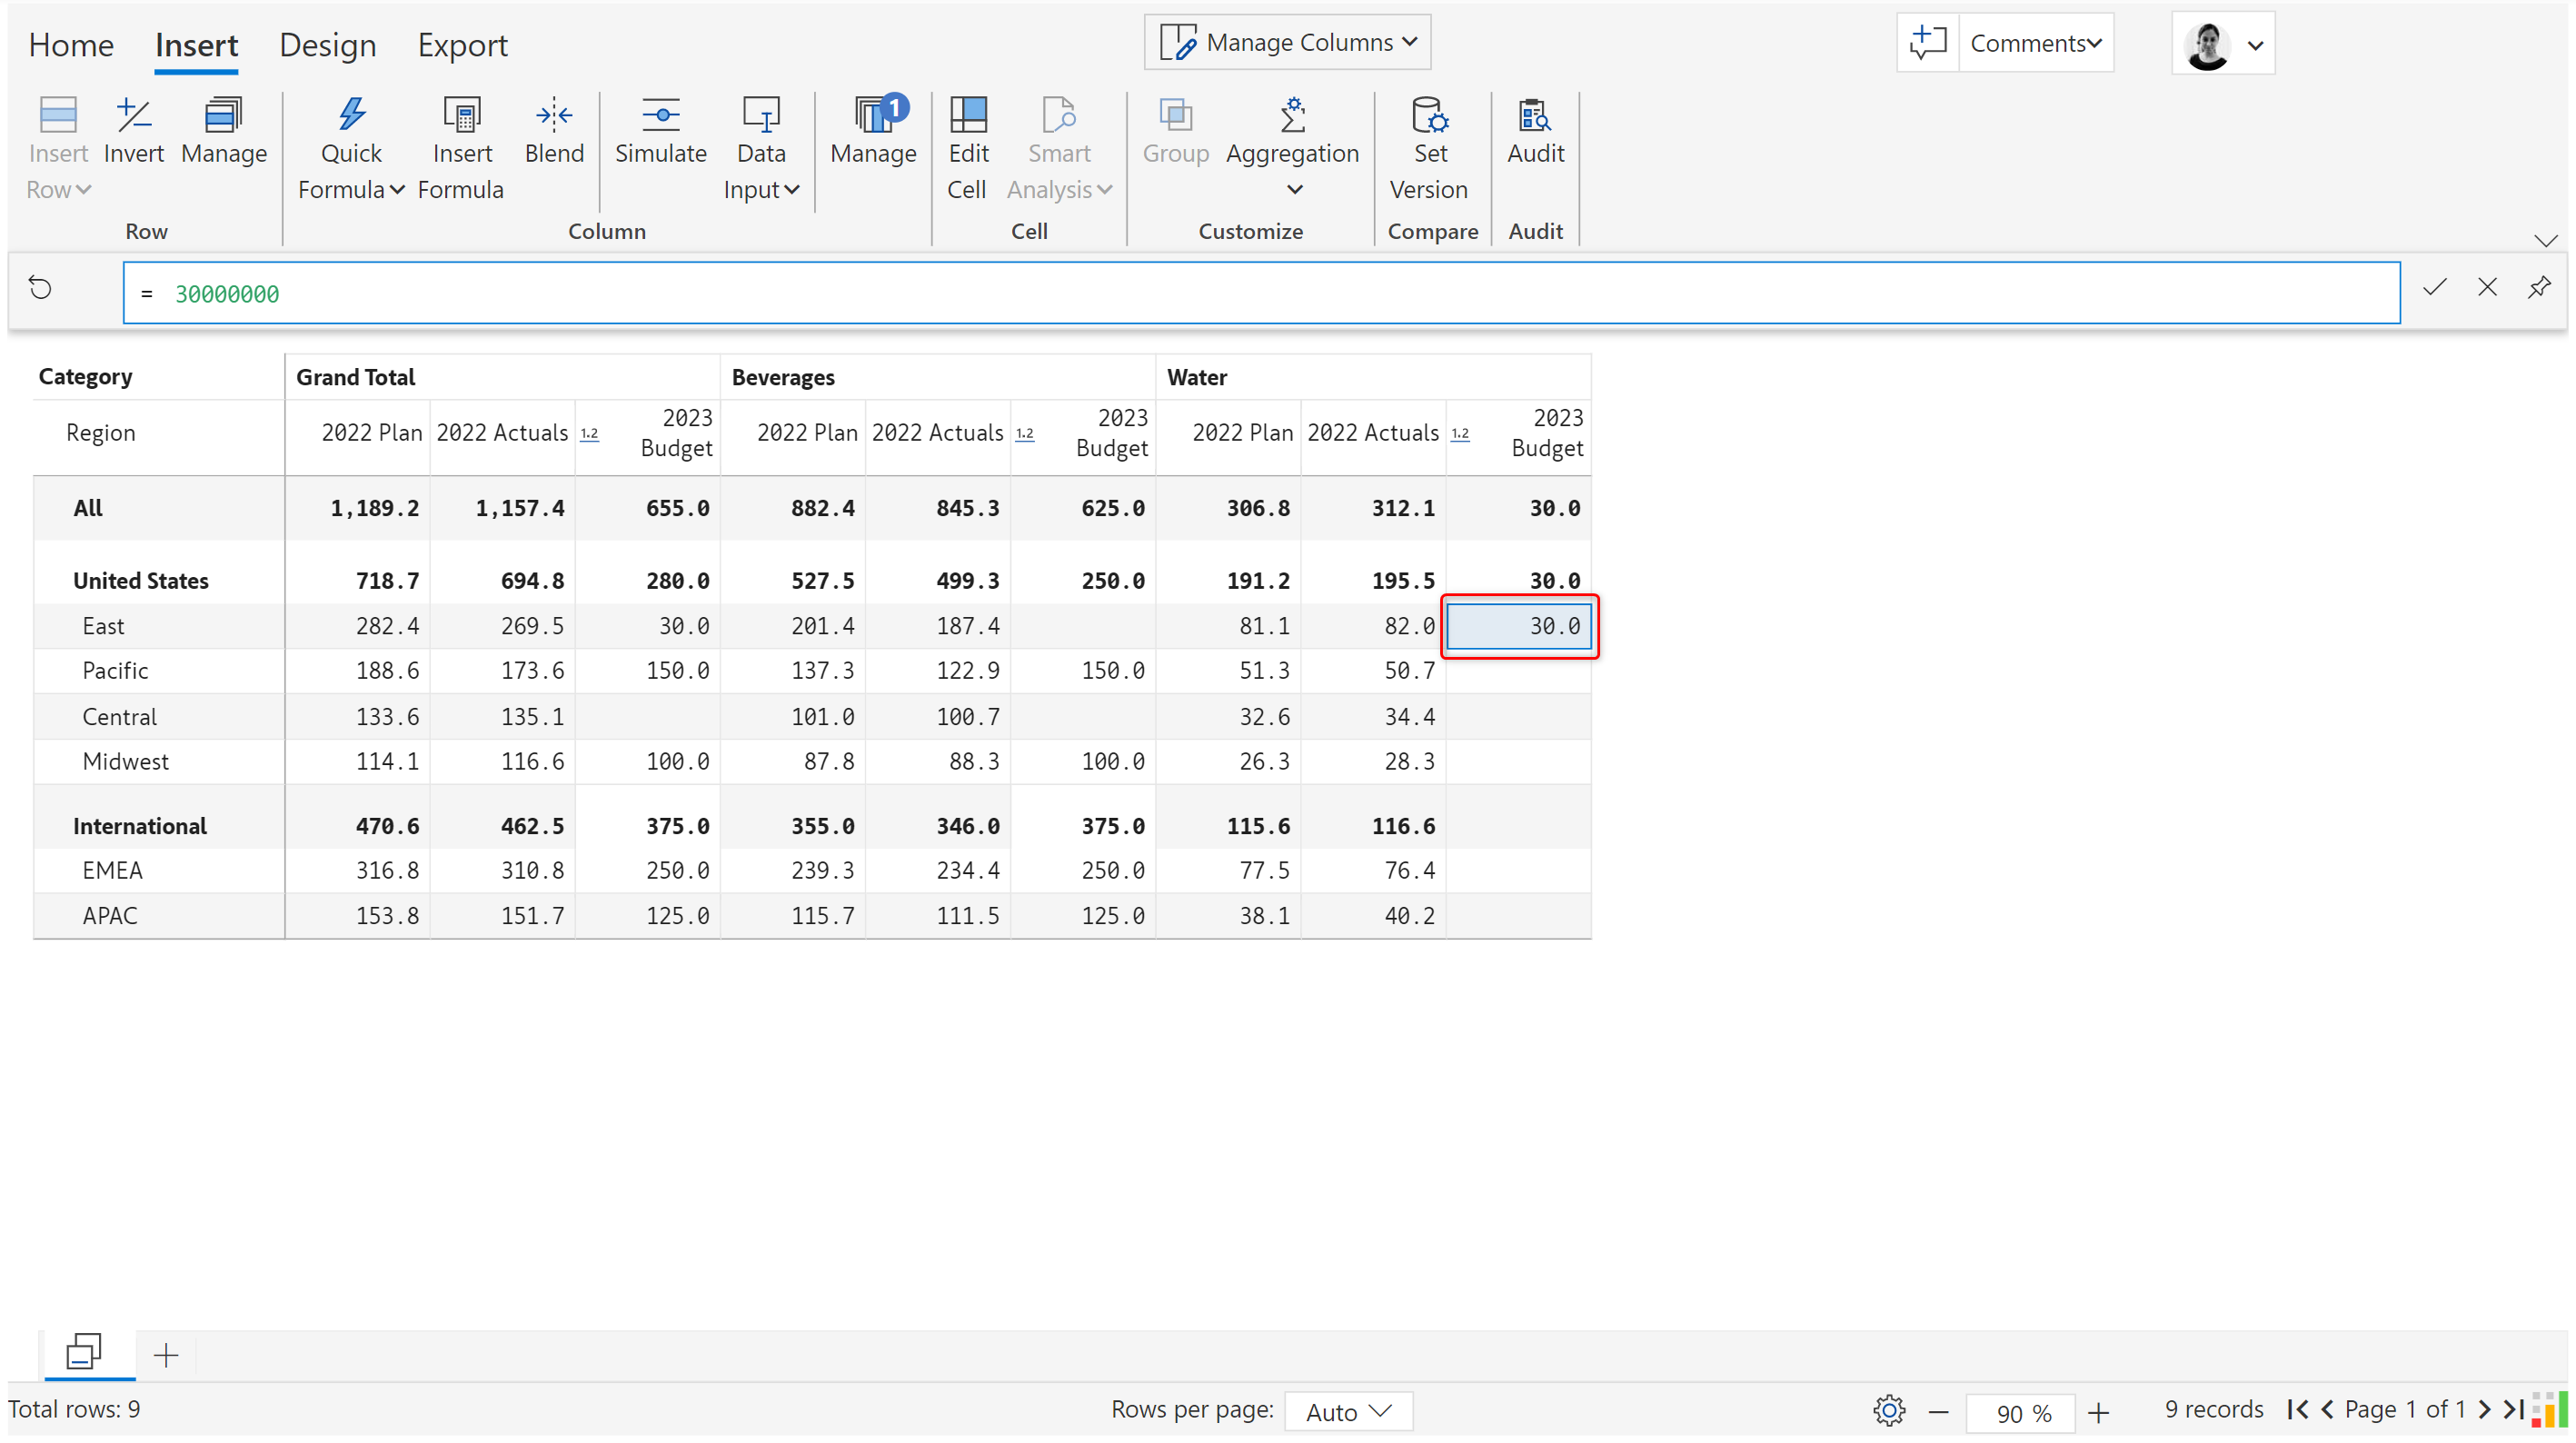 Home Insert Design Export Manage Columns Comments
Insert Invert Manage Quick Insert Blend Simulate Data Manage 1 Edit Smart Group Aggregation Set Audit
Row Formula Formula Input Cell Analysis Version
Row Column Cell Customize Compare Audit
= 30000000
Category Grand Total Beverages Water
Region 2022 Plan 2022 Actuals 1.2 2023 Budget 2022 Plan 2022 Actuals 1.2 2023 Budget 2022 Plan 2022 Actuals 1.2 2023 Budget
All 1,189.2 1,157.4 655.0 882.4 845.3 625.0 306.8 312.1 30.0
United States 718.7 694.8 280.0 527.5 499.3 250.0 191.2 195.5 30.0
East 282.4 269.5 30.0 201.4 187.4 81.1 82.0 30.0
Pacific 188.6 173.6 150.0 137.3 122.9 150.0 51.3 50.7
Central 133.6 135.1 101.0 100.7 32.6 34.4
Midwest 114.1 116.6 100.0 87.8 88.3 100.0 26.3 28.3
International 470.6 462.5 375.0 355.0 346.0 375.0 115.6 116.6
EMEA 316.8 310.8 250.0 239.3 234.4 250.0 77.5 76.4
APAC 153.8 151.7 125.0 115.7 111.5 125.0 38.1 40.2
Total rows: 9 Rows per page: Auto 90 % 9 records Page 1 of 1